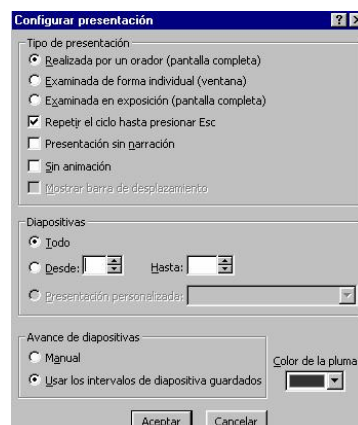 Configurar presentación
Tipo de presentación
Realizada por un orador (pantalla completa)
Examinada de forma individual (ventana)
Examinada en exposición (pantalla completa)
Repetir el ciclo hasta presionar Esc
Presentación sin narración
Sin animación
Mostrar barra de desplazamiento
Diapositivas
Todo
Desde: Hasta:
Presentación personalizada:
Avance de diapositivas
Manual
Usar los intervalos de diapositiva guardados
Color de la pluma
Aceptar Cancelar